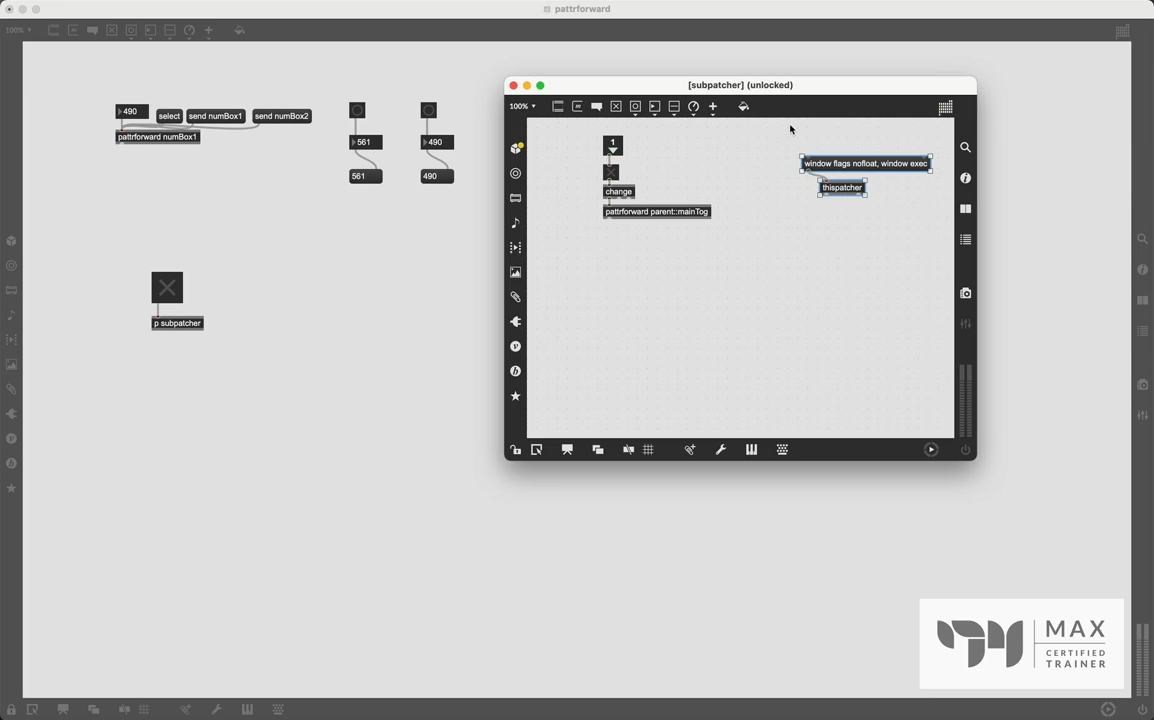 pattrforward
100%
490
select
send numBox1
send numBox2
pattrforward numBox1
561
490
561
490
p subpatcher
[subpatcher] (unlocked)
100%
1
change
pattrforward parent::mainTog
window flags nofloat, window exec
thispatcher
MAX
CERTIFIED
TRAINER